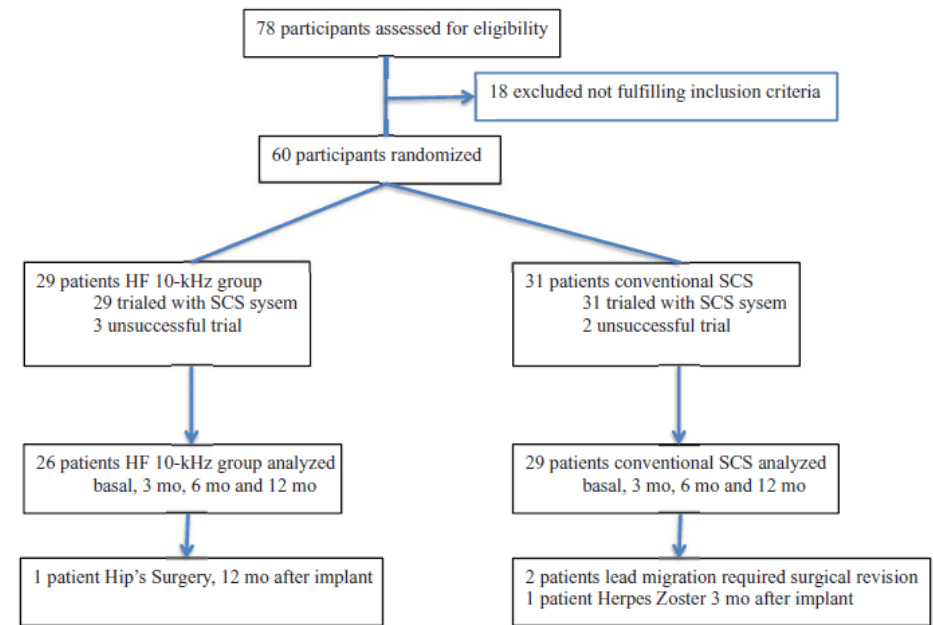 78 participants assessed for eligibility
18 excluded not fulfilling inclusion criteria
60 participants randomized
29 patients HF 10-kHz group
29 trialed with SCS sysem
3 unsuccessful trial
31 patients conventional SCS
31 trialed with SCS sysem
2 unsuccessful trial
26 patients HF 10-kHz group analyzed
basal, 3 mo, 6 mo and 12 mo
29 patients conventional SCS analyzed
basal, 3 mo, 6 mo and 12 mo
1 patient Hip's Surgery, 12 mo after implant
2 patients lead migration required surgical revision
1 patient Herpes Zoster 3 mo after implant